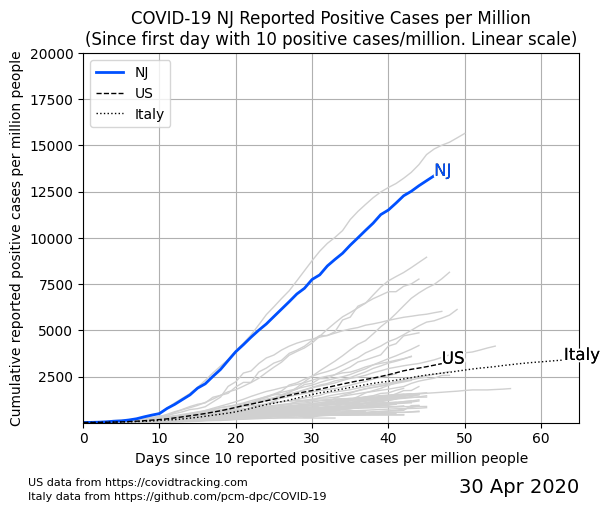 COVID-19 NJ Reported Positive Cases per Million
(Since first day with 10 positive cases/million. Linear scale)
Cumulative reported positive cases per million people
20000
17500
15000
12500
10000
7500
5000
2500
NJ
US
Italy
NJ
US
Italy
0
10
20
30
40
50
60
Days since 10 reported positive cases per million people
US data from https://covidtracking.com
Italy data from https://github.com/pcm-dpc/COVID-19
30 Apr 2020